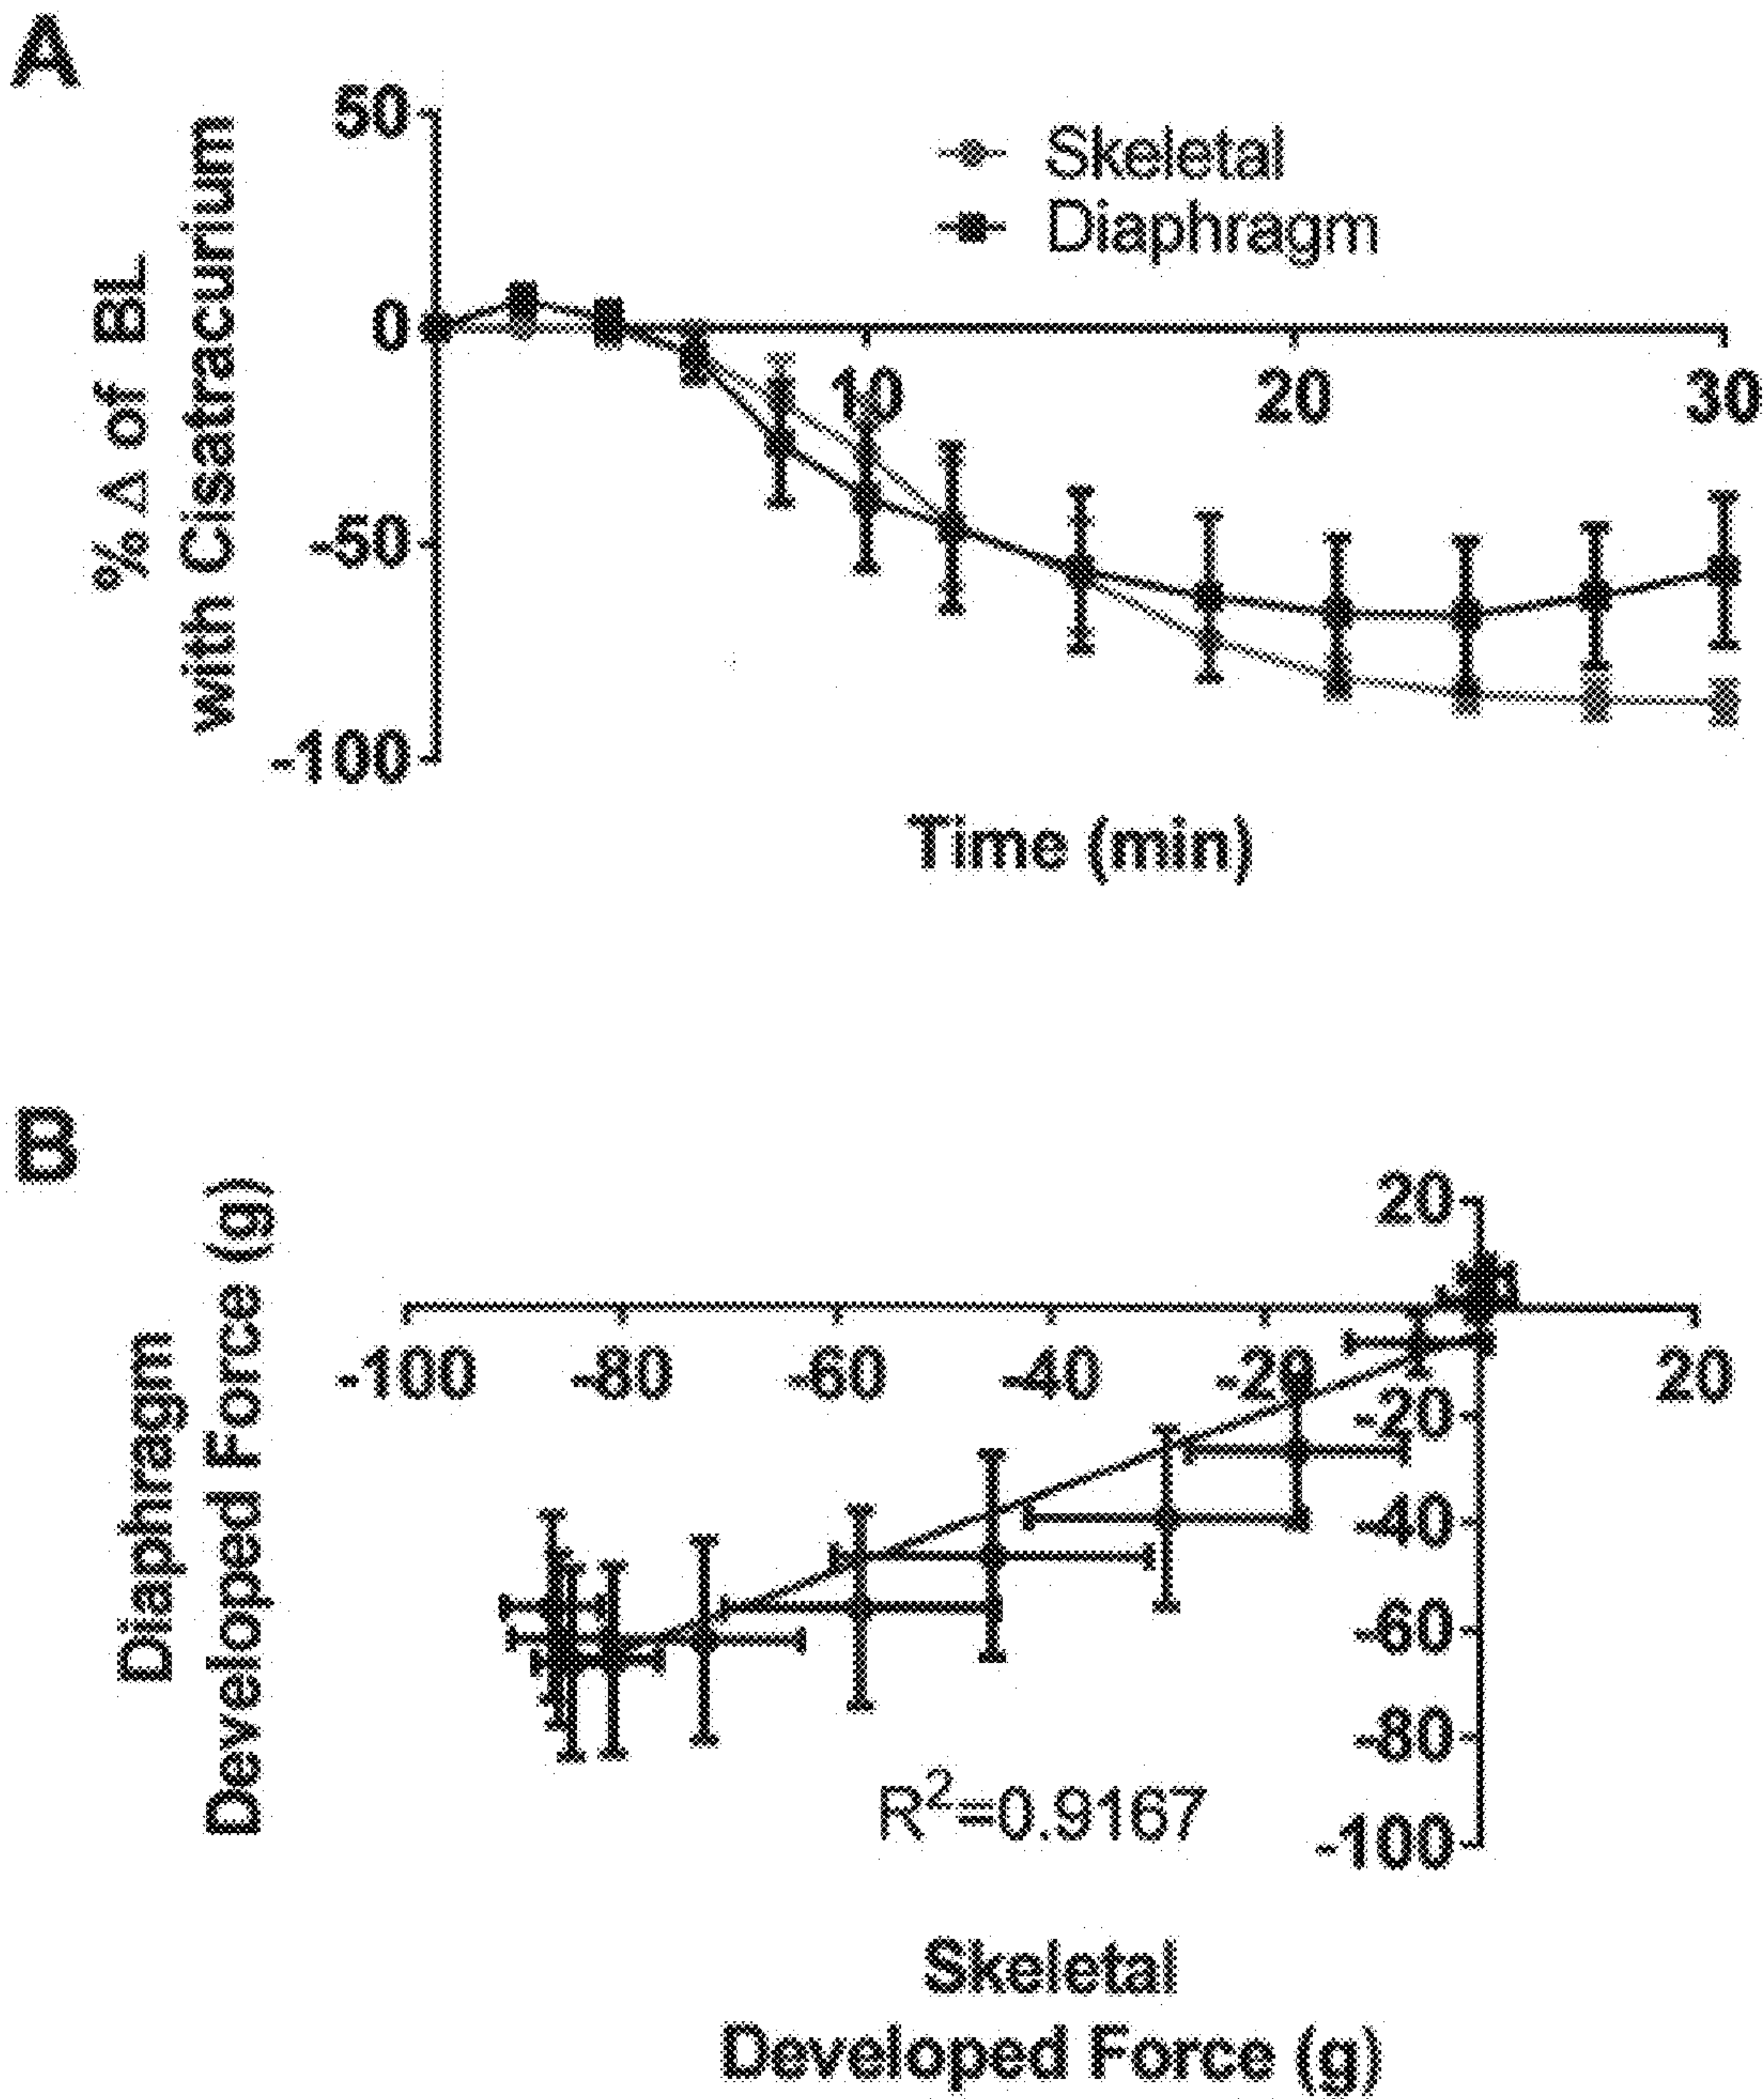 A
50
0
-50
-100
% Δ of BL
with Cisatracurium
Skeletal
Diaphragm
10
20
30
Time (min)
B
Diaphragm
Developed Force (g)
20
-100
-80
-60
-40
-20
20
-20
-40
-60
-80
-100
R²=0.9167
Skeletal
Developed Force (g)